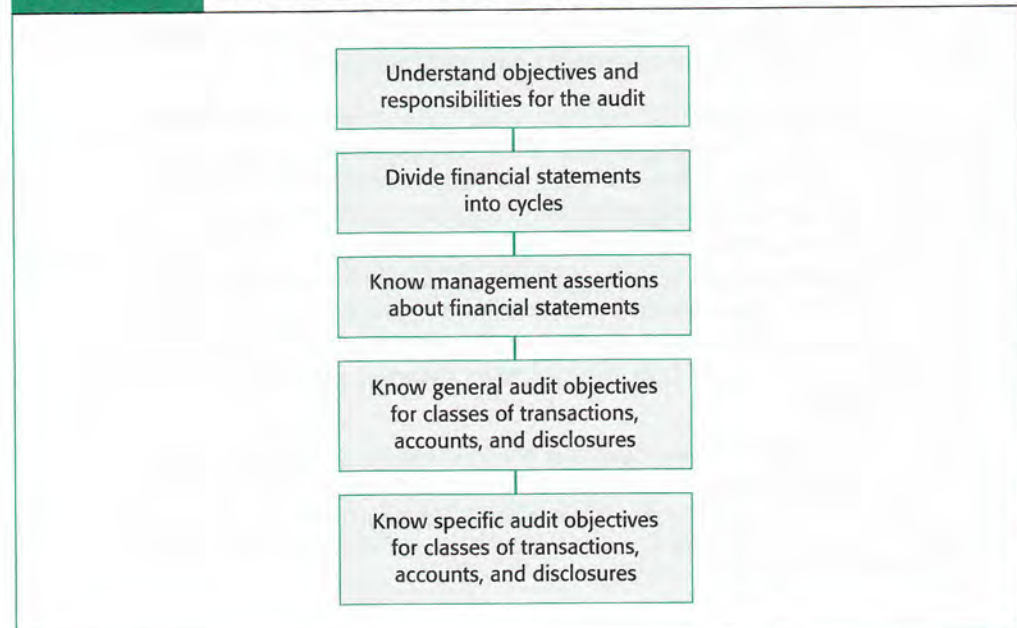 Understand objectives and
responsibilities for the audit
Divide financial statements
into cycles
Know management assertions
about financial statements
Know general audit objectives
for classes of transactions,
accounts, and disclosures
Know specific audit objectives
for classes of transactions,
accounts, and disclosures